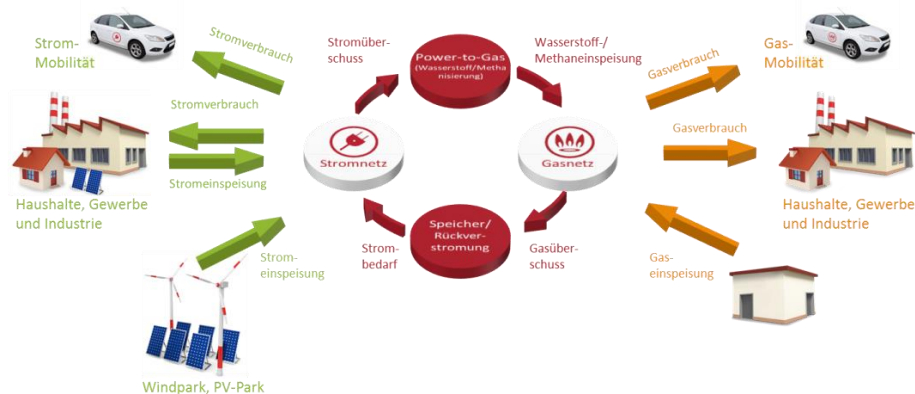 Strom-
Mobilität
Stromverbrauch
Stromüber-
schuss
Power-to-Gas
(Wasserstoff/Metha
nisierung)
Wasserstoff-/
Methaneinspeisung
Gasverbrauch
Gas-
Mobilität
Stromverbrauch
Stromeinspeisung
Haushalte, Gewerbe
und Industrie
Stromnetz
Gasnetz
Gasverbrauch
Haushalte, Gewerbe
und Industrie
Strom-
einspeisung
Strom-
bedarf
Speicher/
Rückver-
stromung
Gasüber-
schuss
Gas-
einspeisung
Windpark, PV-Park